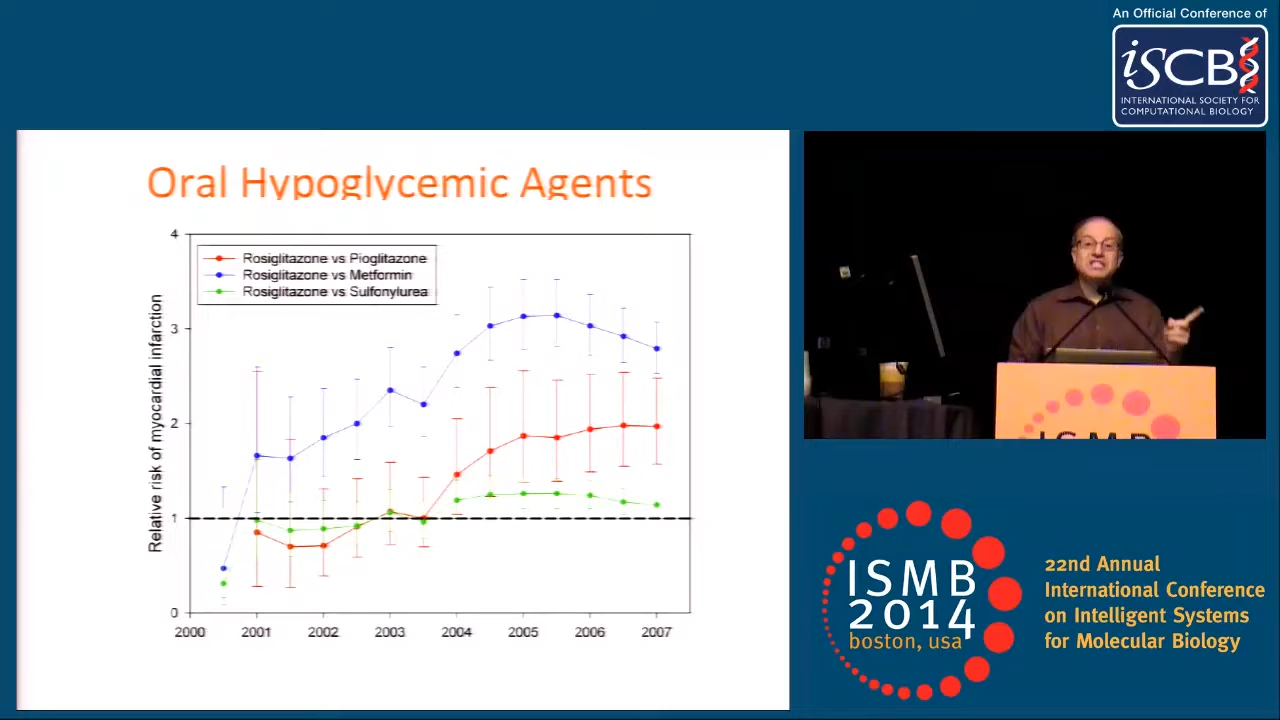 An Official Conference of
iSCB
INTERNATIONAL SOCIETY FOR
COMPUTATIONAL BIOLOGY
Oral Hypoglycemic Agents
Rosiglitazone vs Pioglitazone
Rosiglitazone vs Metformin
Rosiglitazone vs Sulfonylurea
Relative risk of myocardial infarction
4
3
2
1
0
2000 2001 2002 2003 2004 2005 2006 2007
ISMB
ISMB
2014
boston, usa
22nd Annual
International Conference
on Intelligent Systems
for Molecular Biology